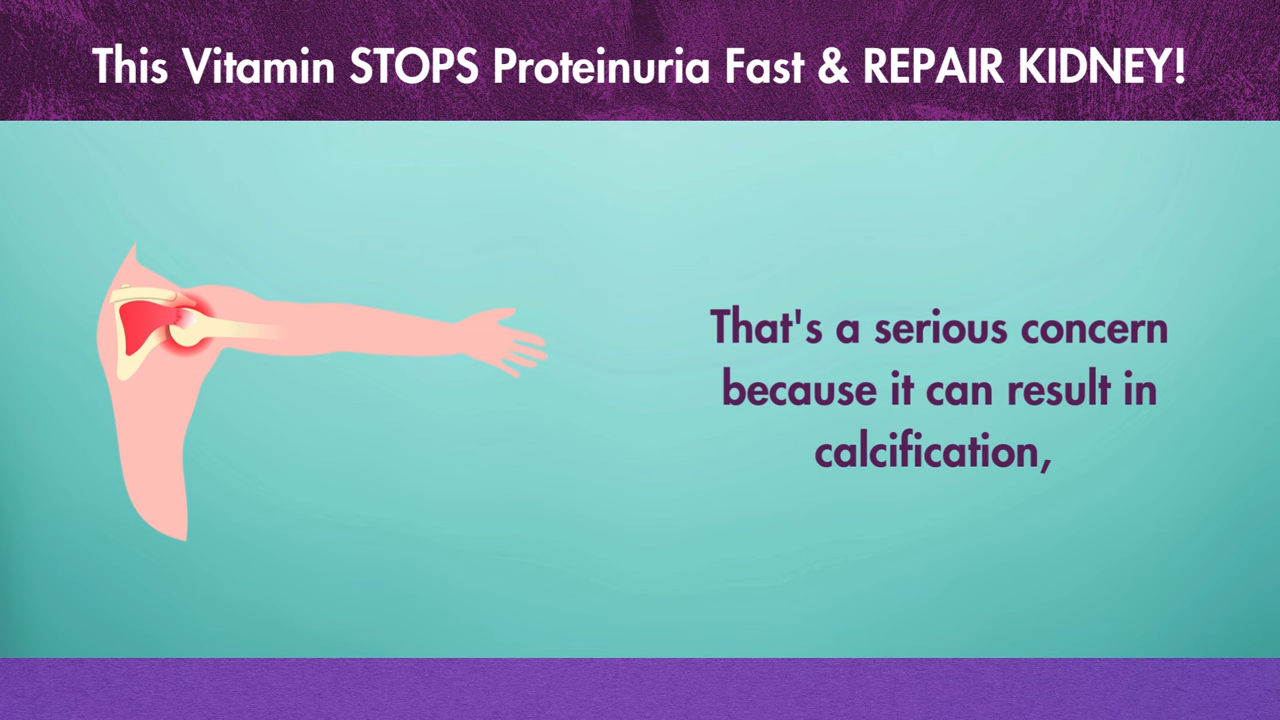 This Vitamin STOPS Proteinuria Fast & REPAIR KIDNEY!
That's a serious concern
because it can result in
calcification,